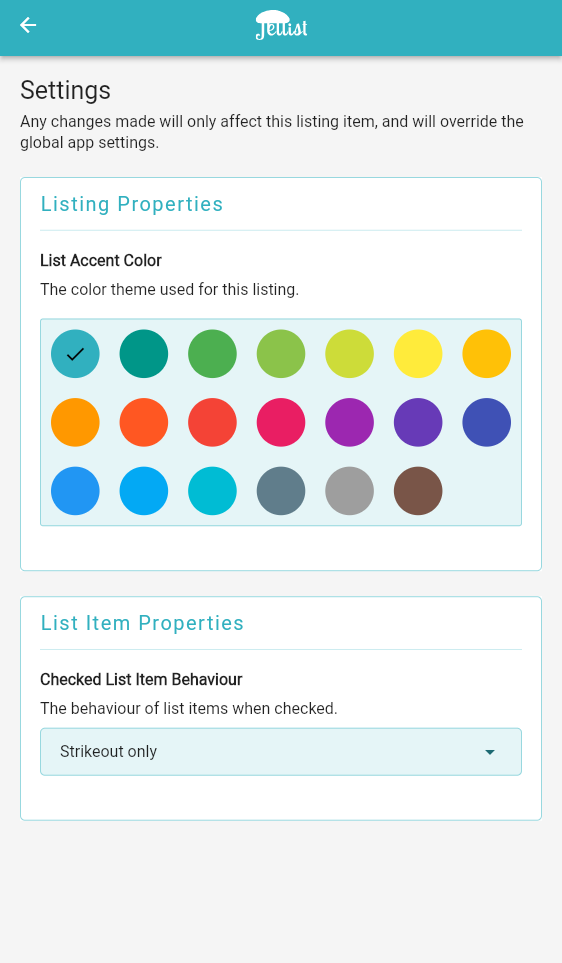 Jellist
Settings
Any changes made will only affect this listing item, and will override the
global app settings.
Listing Properties
List Accent Color
The color theme used for this listing.
List Item Properties
Checked List Item Behaviour
The behaviour of list items when checked.
Strikeout only